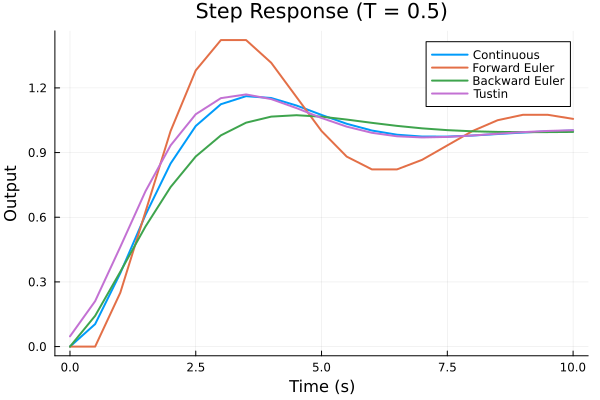 Step Response (T = 0.5)
Continuous
Forward Euler
Backward Euler
Tustin
1.2
0.9
0.6
0.3
0.0
Output
0.0 2.5 5.0 7.5 10.0
Time (s)